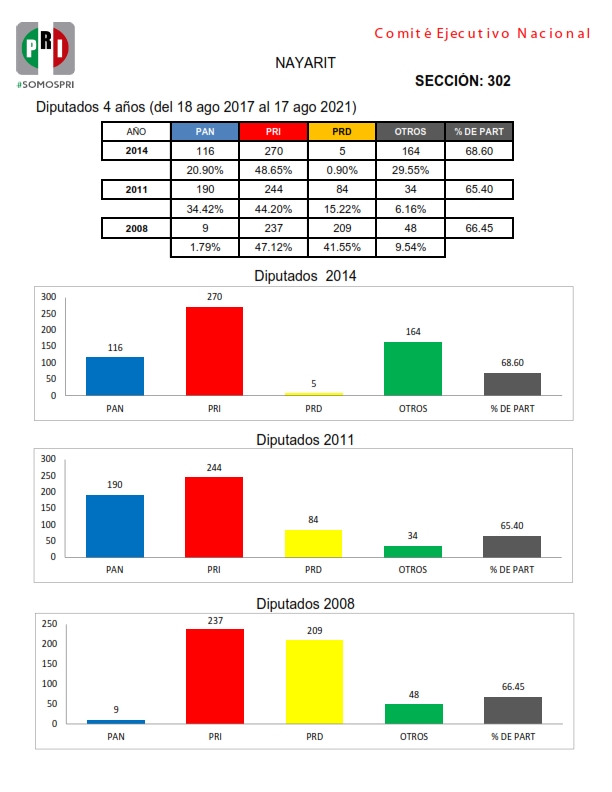 Comité Ejecutivo Nacional
PRI
#SOMOSPRI
NAYARIT
SECCIÓN: 302
Diputados 4 años (del 18 ago 2017 al 17 ago 2021)
AÑO PAN PRI PRD OTROS % DE PART
2014 116 270 5 164 68.60
20.90% 48.65% 0.90% 29.55%
2011 190 244 84 34 65.40
34.42% 44.20% 15.22% 6.16%
2008 9 237 209 48 66.45
1.79% 47.12% 41.55% 9.54%
Diputados 2014
300
250
200
150
100
50
0
116 270 5 164 68.60
PAN PRI PRD OTROS % DE PART
Diputados 2011
300
250
200
150
100
50
0
190 244 84 34 65.40
PAN PRI PRD OTROS % DE PART
Diputados 2008
250
200
150
100
50
0
9 237 209 48 66.45
PAN PRI PRD OTROS % DE PART